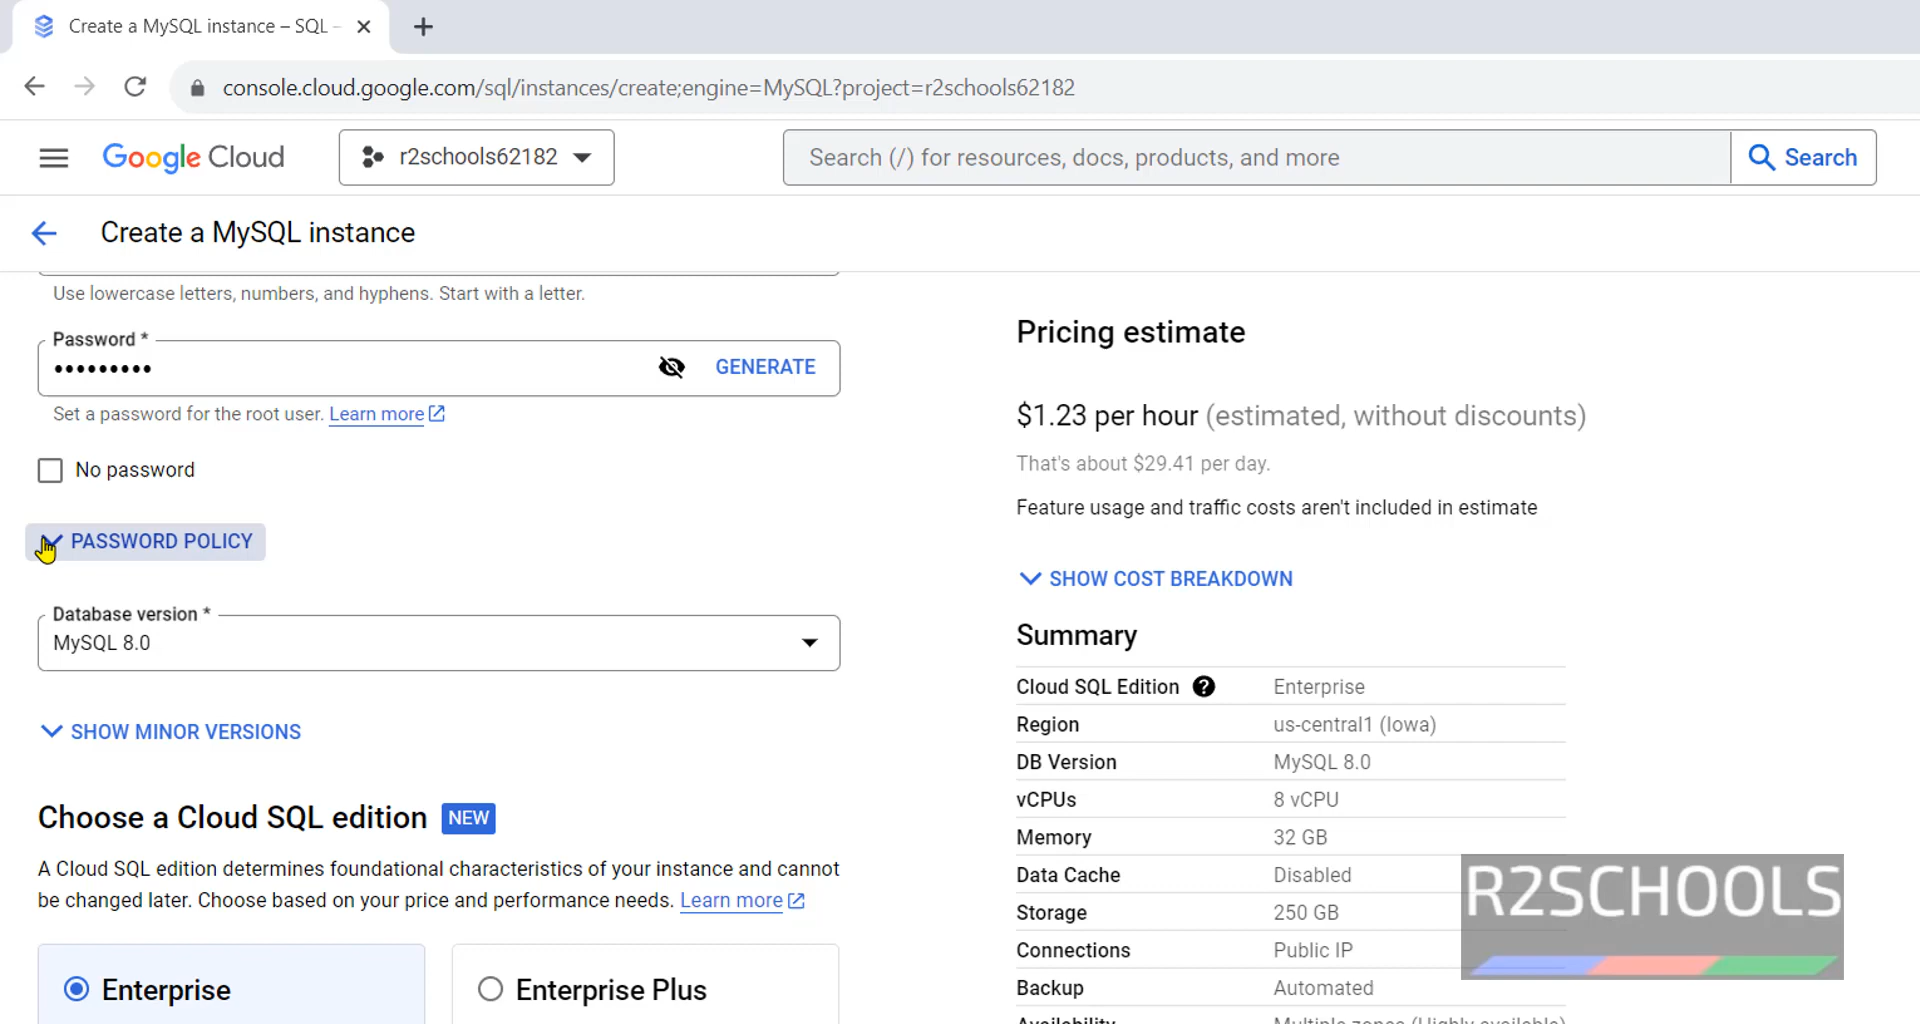 Create a MySQL instance – SQL –
console.cloud.google.com/sql/instances/create;engine=MySQL?project=r2schools62182
Google Cloud
r2schools62182
Search (/) for resources, docs, products, and more
Search
Create a MySQL instance
Use lowercase letters, numbers, and hyphens. Start with a letter.
Password *
•••••••••
GENERATE
Set a password for the root user. Learn more
No password
PASSWORD POLICY
Database version *
MySQL 8.0
SHOW MINOR VERSIONS
Choose a Cloud SQL edition NEW
A Cloud SQL edition determines foundational characteristics of your instance and cannot
be changed later. Choose based on your price and performance needs. Learn more
Enterprise
Enterprise Plus
Pricing estimate
$1.23 per hour (estimated, without discounts)
That's about $29.41 per day.
Feature usage and traffic costs aren't included in estimate
SHOW COST BREAKDOWN
Summary
Cloud SQL Edition Enterprise
Region us-central1 (Iowa)
DB Version MySQL 8.0
vCPUs 8 vCPU
Memory 32 GB
Data Cache Disabled
Storage 250 GB
Connections Public IP
Backup Automated
Availability Multiple zones (Highly available)
R2SCHOOLS